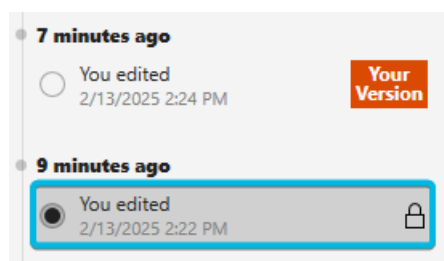 7 minutes ago
You edited
2/13/2025 2:24 PM
Your
Version
9 minutes ago
You edited
2/13/2025 2:22 PM